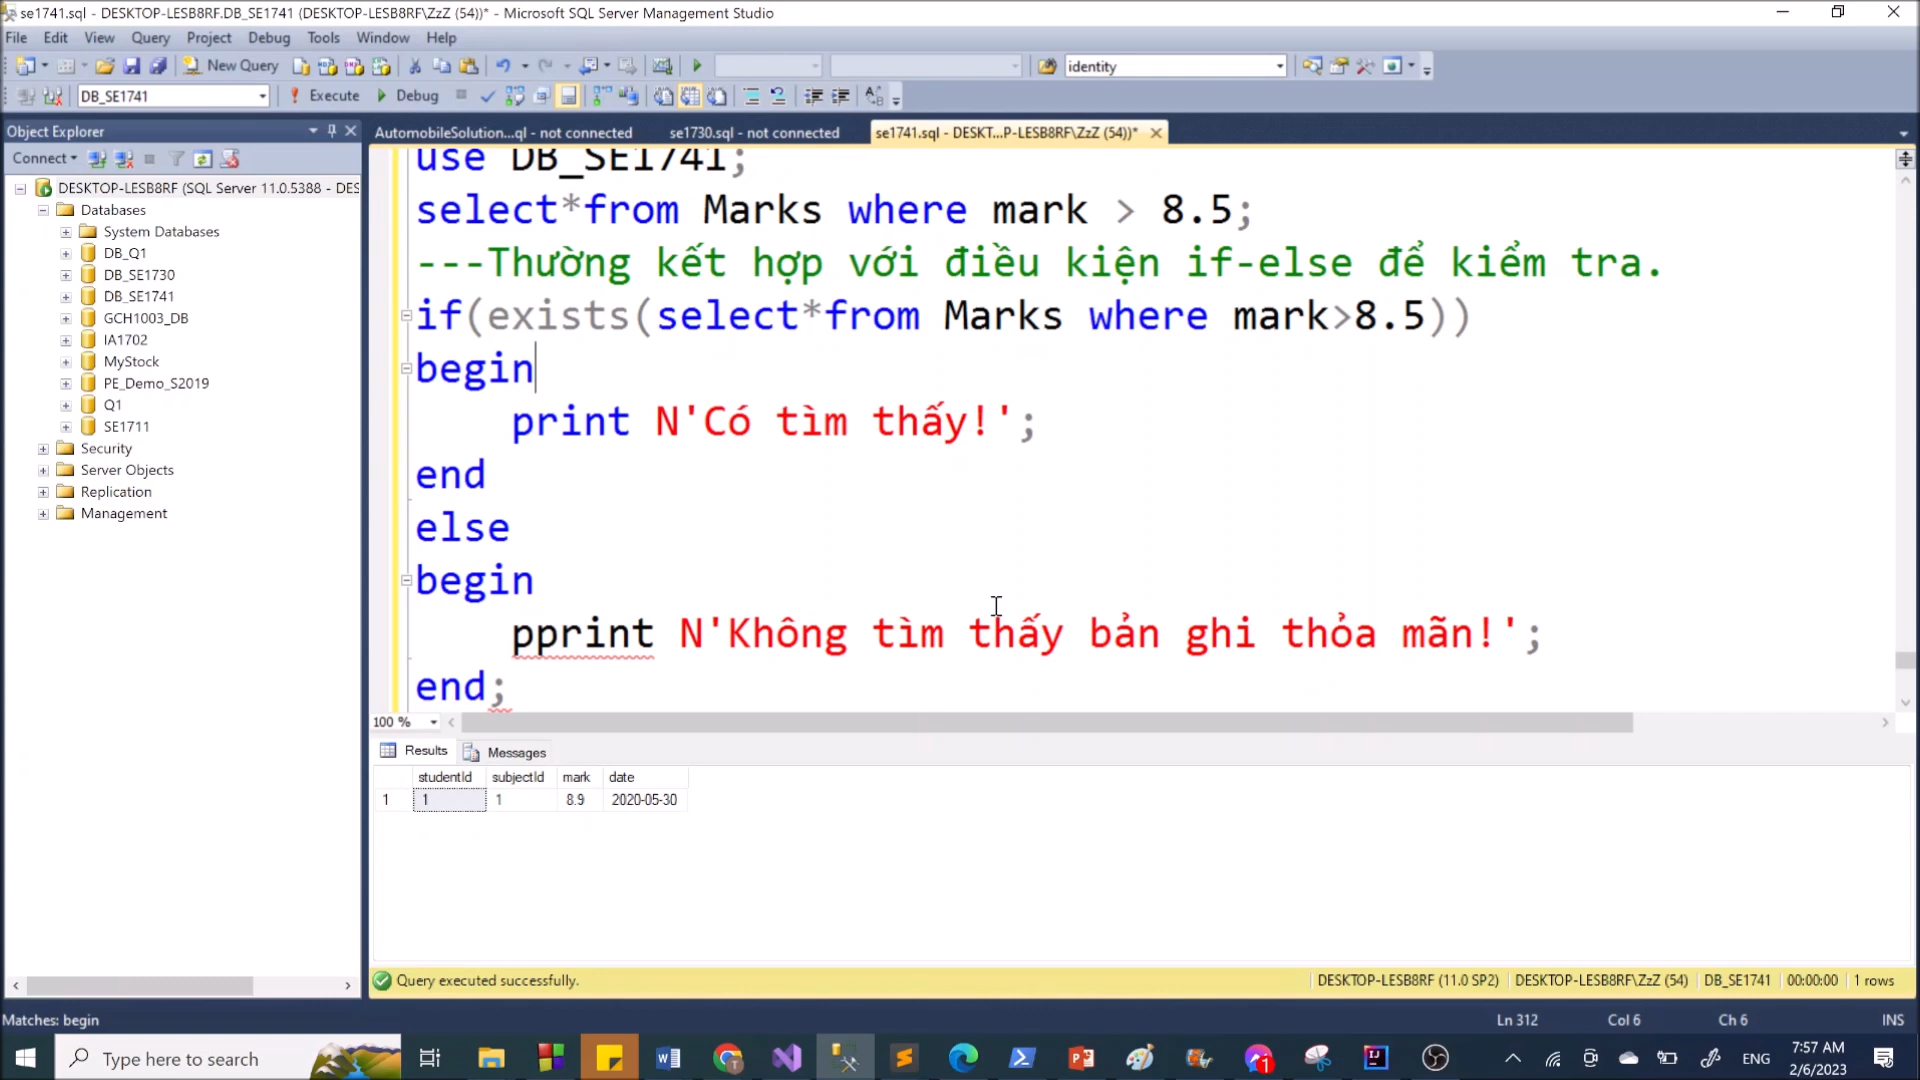 se1741.sql - DESKTOP-LESB8RF.DB_SE1741 (DESKTOP-LESB8RF\ZzZ (54))* - Microsoft SQL Server Management Studio
File Edit View Query Project Debug Tools Window Help
New Query identity
DB_SE1741 Execute Debug
Object Explorer
AutomobileSolution...ql - not connected se1730.sql - not connected se1741.sql - DESKT...P-LESB8RF\ZzZ (54))*
Connect
DESKTOP-LESB8RF (SQL Server 11.0.5388 - DES
Databases
System Databases
DB_Q1
DB_SE1730
DB_SE1741
GCH1003_DB
IA1702
MyStock
PE_Demo_S2019
Q1
SE1711
Security
Server Objects
Replication
Management
use DB_SE1741;
select*from Marks where mark > 8.5;
---Thường kết hợp với điều kiện if-else để kiểm tra.
if(exists(select*from Marks where mark>8.5))
begin
print N'Có tìm thấy!';
end
else
begin
pprint N'Không tìm thấy bản ghi thỏa mãn!';
end;
100 %
Results Messages
studentId subjectId mark date
1 1 1 8.9 2020-05-30
Query executed successfully. DESKTOP-LESB8RF (11.0 SP2) DESKTOP-LESB8RF\ZzZ (54) DB_SE1741 00:00:00 1 rows
Matches: begin Ln 312 Col 6 Ch 6 INS
Type here to search ENG 7:57 AM
2/6/2023